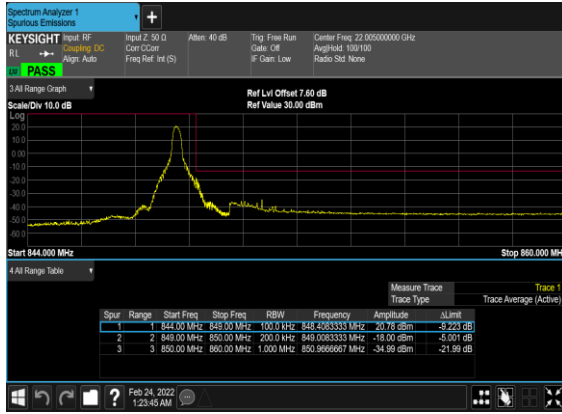 Spectrum Analyzer 1
Spurious Emissions
+
KEYSIGHT Input: RF Input Z: 50 Ω Atten: 40 dB Trig: Free Run Center Freq: 22.005000000 GHz
RL Coupling: DC Corr CCorr Gate: Off Avg|Hold: 100/100
Align: Auto Freq Ref: Int (S) IF Gain: Low Radio Std: None
PASS
3 All Range Graph
Ref Lvl Offset 7.60 dB
Scale/Div 10.0 dB Ref Value 30.00 dBm
Log
20.0
10.0
0.00
-10.0
-20.0
-30.0
-40.0
-50.0
-60.0
Start 844.000 MHz Stop 860.000 MH
4 All Range Table
Measure Trace Trace 1
Trace Type Trace Average (Active)
Spur Range Start Freq Stop Freq RBW Frequency Amplitude ΔLimit
1 1 844.00 MHz 849.00 MHz 100.0 kHz 848.4083333 MHz 20.78 dBm -9.223 dB
2 2 849.00 MHz 850.00 MHz 200.0 kHz 849.0083333 MHz -18.00 dBm -5.001 dB
3 3 850.00 MHz 860.00 MHz 1.000 MHz 850.9666667 MHz -34.99 dBm -21.99 dB
? Feb 24, 2022
1:23:45 AM